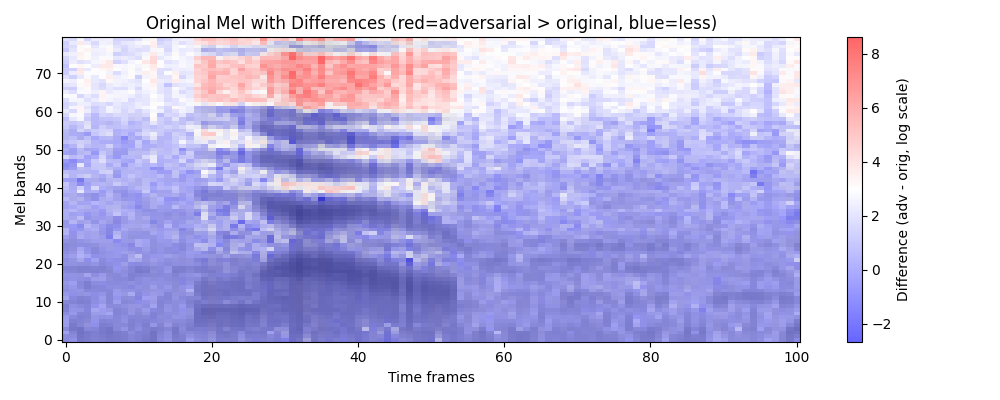 Original Mel with Differences (red=adversarial > original, blue=less)
Mel bands
70
60
50
40
30
20
10
0
0 20 40 60 80 100
Time frames
8
6
4
2
0
−2
Difference (adv - orig, log scale)